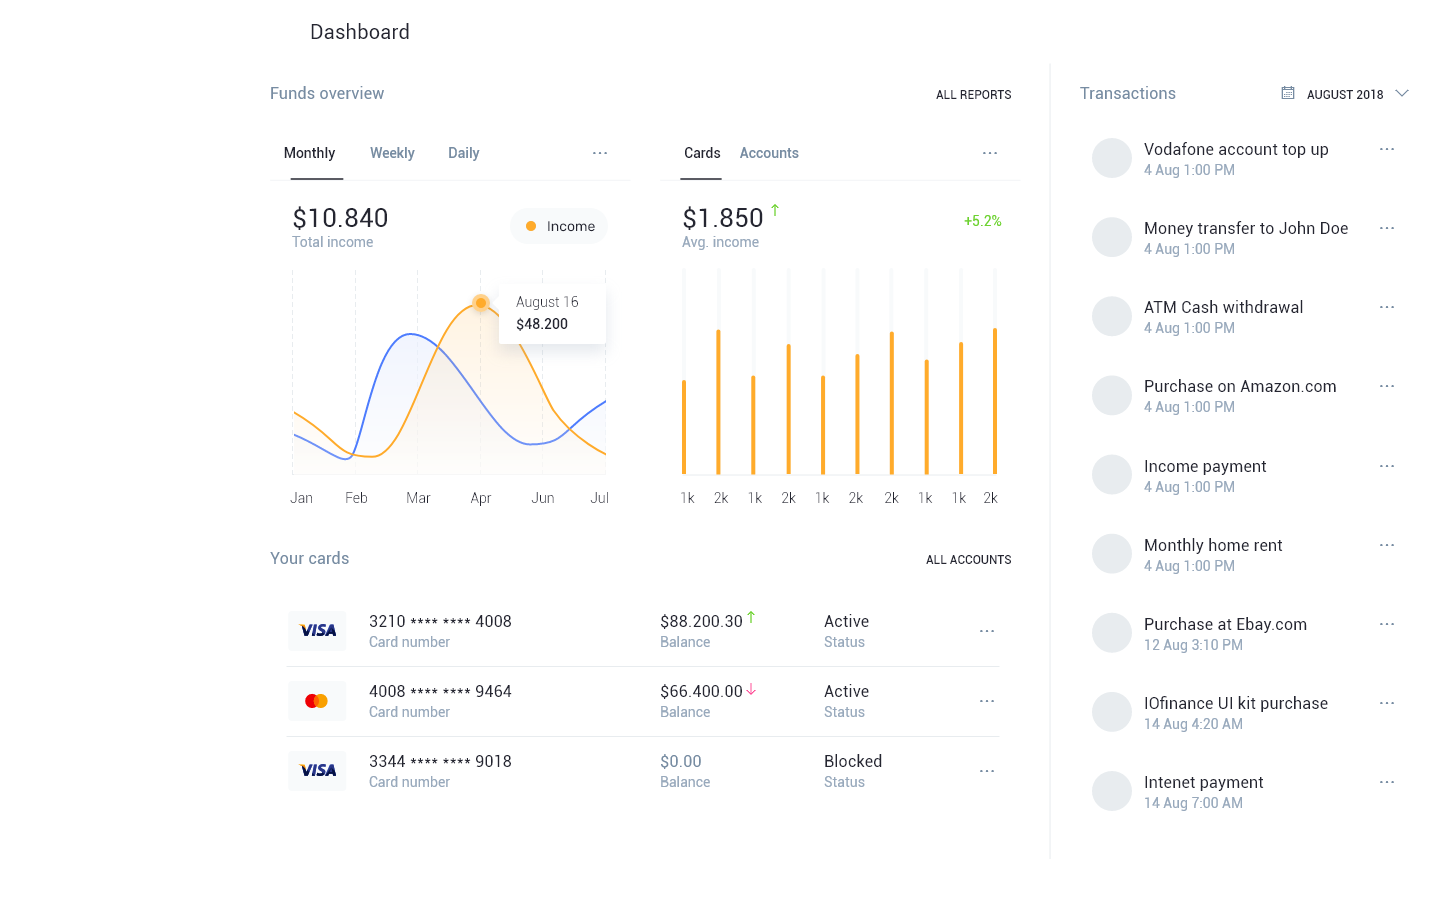 Dashboard
Funds overview
ALL REPORTS
Monthly Weekly Daily ...
$10.840
Total income
Income
August 16
$48.200
Jan Feb Mar Apr Jun Jul
Cards Accounts ...
$1.850
Avg. income
+5.2%
1k 2k 1k 2k 1k 2k 2k 1k 1k 2k
Your cards
ALL ACCOUNTS
VISA
3210 **** **** 4008
Card number
$88.200.30
Balance
Active
Status
...
4008 **** **** 9464
Card number
$66.400.00
Balance
Active
Status
...
VISA
3344 **** **** 9018
Card number
$0.00
Balance
Blocked
Status
...
Transactions
AUGUST 2018
Vodafone account top up ...
4 Aug 1:00 PM
Money transfer to John Doe ...
4 Aug 1:00 PM
ATM Cash withdrawal ...
4 Aug 1:00 PM
Purchase on Amazon.com ...
4 Aug 1:00 PM
Income payment ...
4 Aug 1:00 PM
Monthly home rent ...
4 Aug 1:00 PM
Purchase at Ebay.com ...
12 Aug 3:10 PM
IOfinance UI kit purchase ...
14 Aug 4:20 AM
Intenet payment ...
14 Aug 7:00 AM